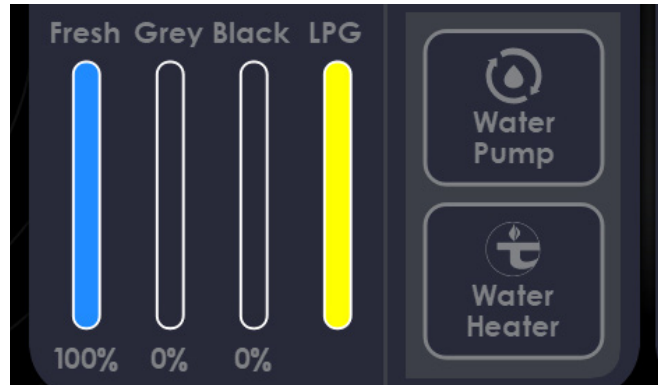 Fresh Grey Black LPG
100% 0% 0%
Water
Pump
Water
Heater